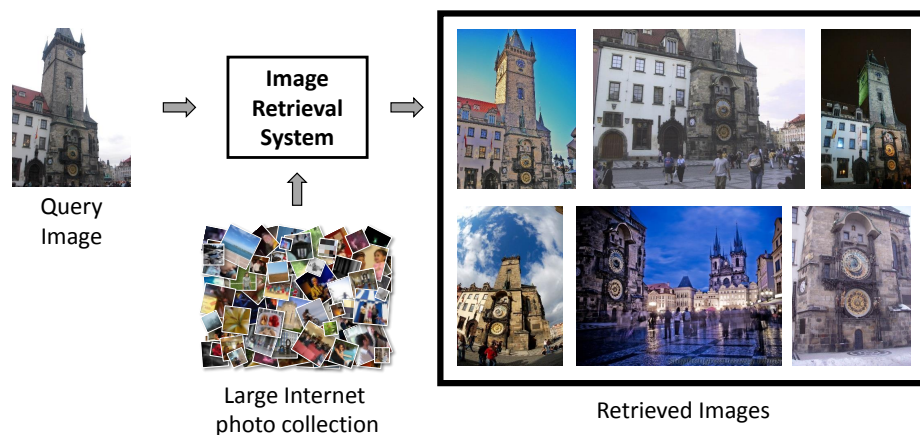 Query
Image
Image
Retrieval
System
Large Internet
photo collection
Retrieved Images